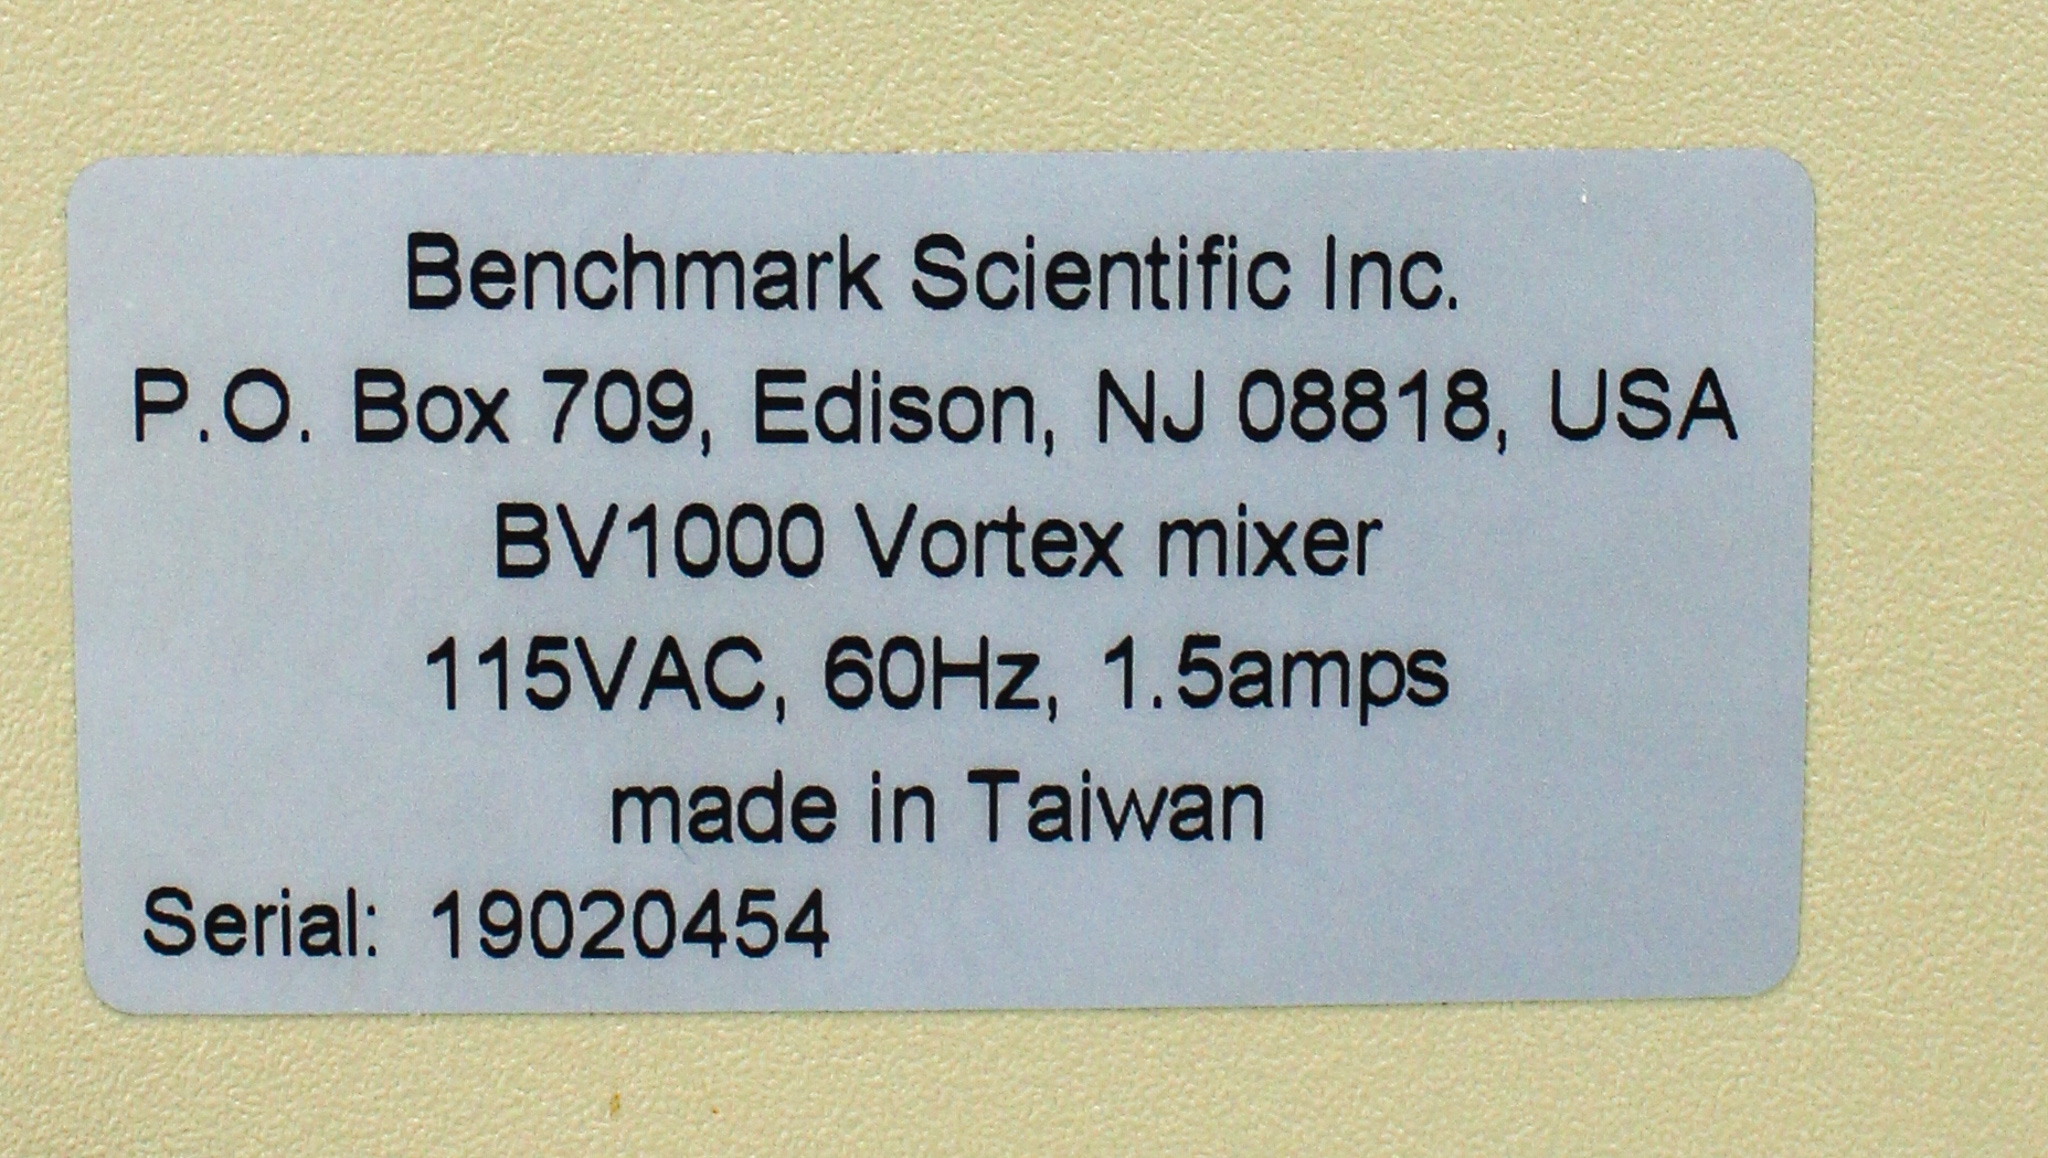 Benchmark Scientific Inc.
P.O. Box 709, Edison, NJ 08818, USA
BV1000 Vortex mixer
115VAC, 60Hz, 1.5amps
made in Taiwan
Serial: 19020454